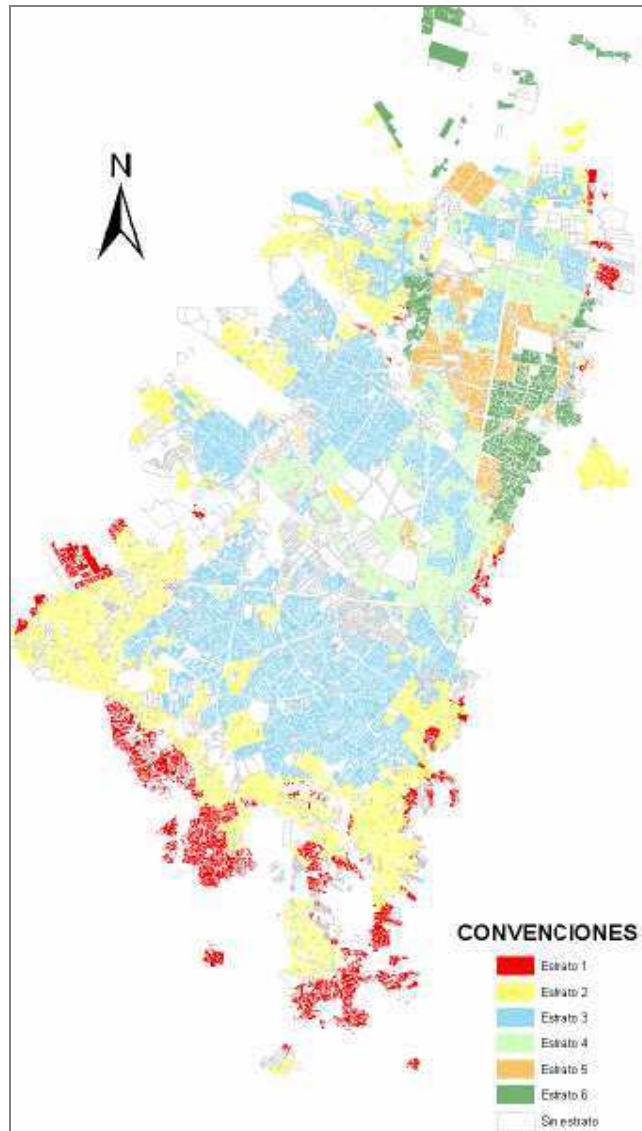 N
CONVENCIONES
Estrato 1
Estrato 2
Estrato 3
Estrato 4
Estrato 5
Estrato 6
Sin estrato